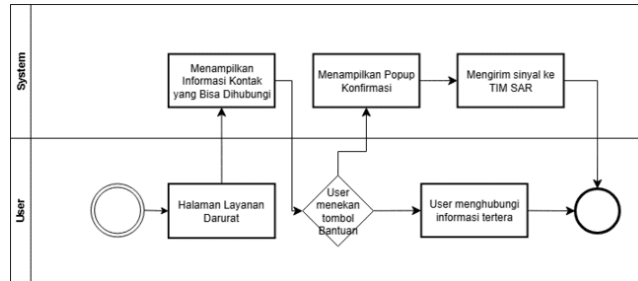 System
Menampilkan
Informasi Kontak
yang Bisa Dihubungi
Menampilkan Popup
Konfirmasi
Mengirim sinyal ke
TIM SAR
User
Halaman Layanan
Darurat
User
menekan
tombol
Bantuan
User menghubungi
informasi tertera